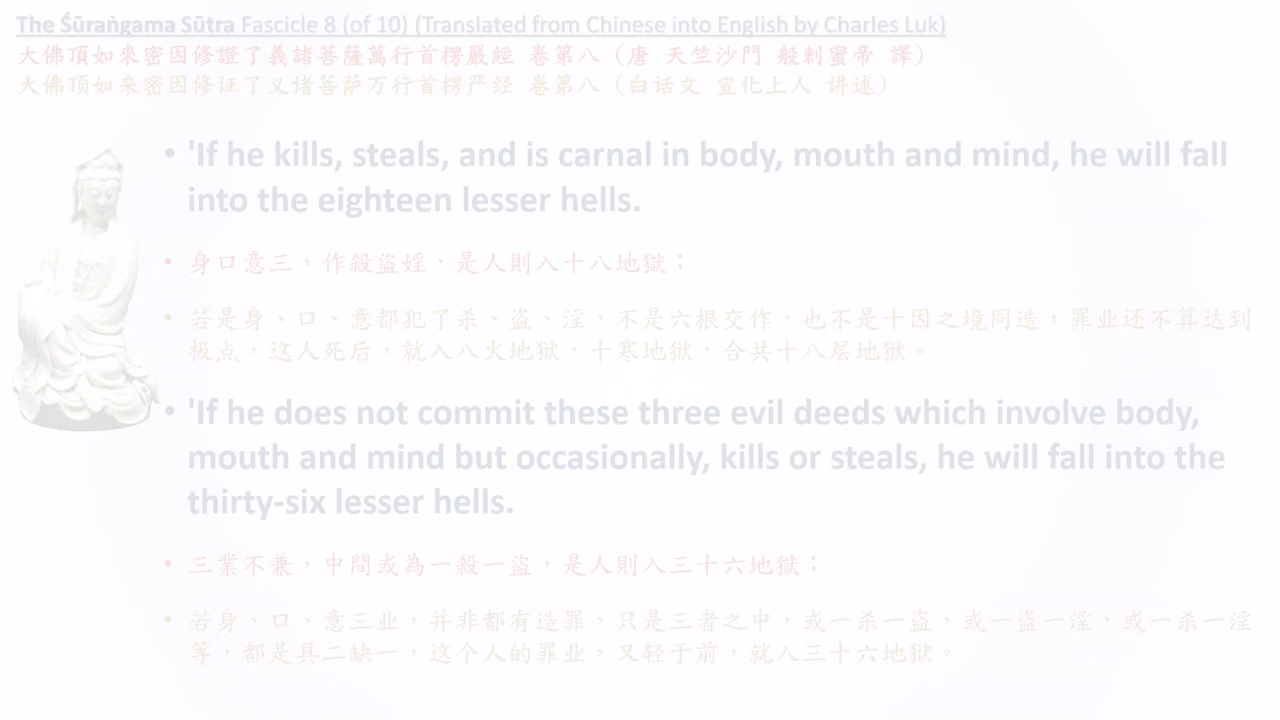 The Śūraṅgama Sūtra Fascicle 8 (of 10) (Translated from Chinese into English by Charles Luk)
大佛頂如來密因修證了義諸菩薩萬行首楞嚴經 卷第八（唐 天竺沙門 般剌蜜帝 譯）
大佛顶如来密因修证了义诸菩萨万行首楞严经 卷第八（白话文 宣化上人 讲述）
• 'If he kills, steals, and is carnal in body, mouth and mind, he will fall
into the eighteen lesser hells.
• 身口意三，作殺盜婬，是人則入十八地獄；
• 若是身、口、意都犯了杀、盗、淫，不是六根交作，也不是十因之境同造，罪业还不算达到
极点，这人死后，就入八火地狱，十寒地狱，合共十八层地狱。
• 'If he does not commit these three evil deeds which involve body,
mouth and mind but occasionally, kills or steals, he will fall into the
thirty-six lesser hells.
• 三業不兼，中間或為一殺一盜，是人則入三十六地獄；
• 若身、口、意三业，并非都有造罪，只是三者之中，或一杀一盗，或一盗一淫，或一杀一淫
等，都是具二缺一，这个人的罪业，又轻于前，就入三十六地狱。